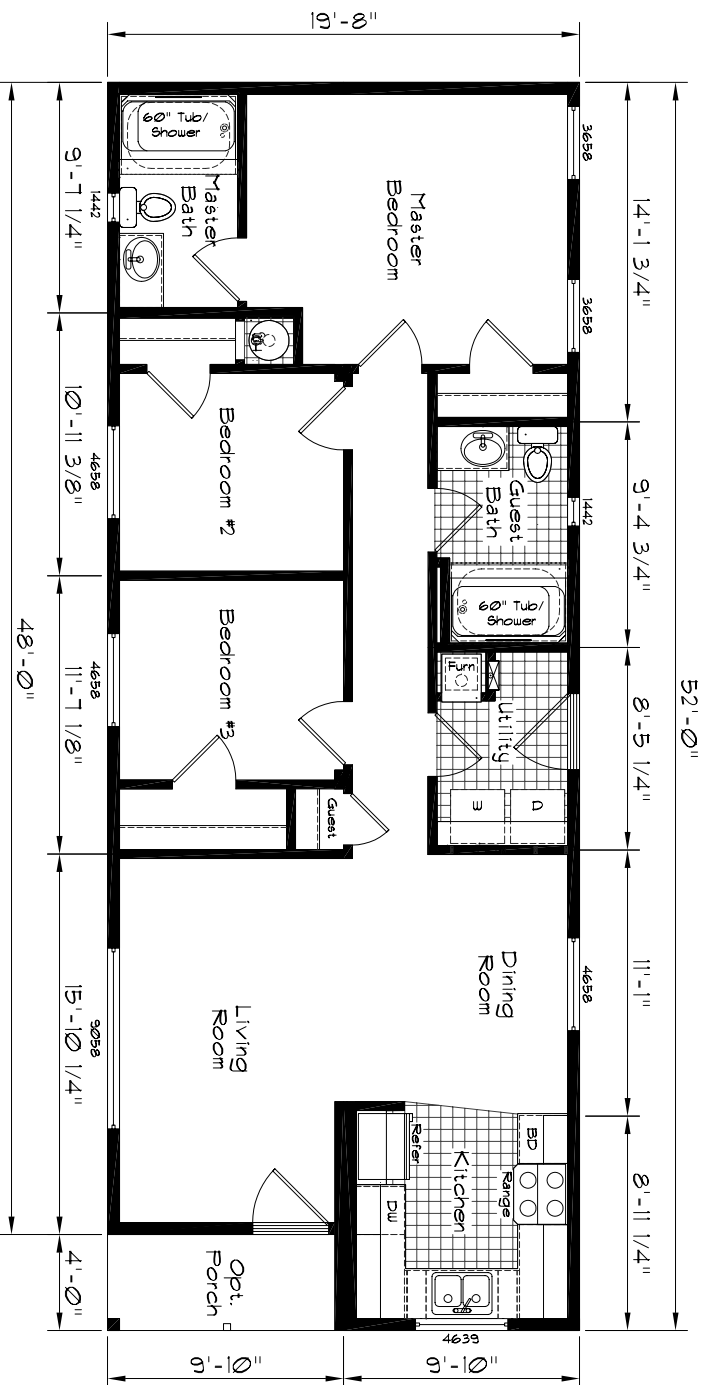 19'-8"
60" Tub/
Shower
Master
Bath
Master
Bedroom
3658
3658
14'-1 3/4"
9'-7 1/4"
1442
WH
10'-11 3/8"
4658
Bedroom #2
Guest
Bath
1442
9'-4 3/4"
60" Tub/
Shower
48'-0"
52'-0"
11'-7 1/8"
4658
Bedroom #3
Furn
Utility
8'-5 1/4"
W
D
Guest
15'-10 1/4"
9058
Living
Room
Dining
Room
4658
11'-1"
Refer
DW
Kitchen
BD
Range
8'-11 1/4"
4'-0"
Opt.
Porch
4639
9'-10"
9'-10"